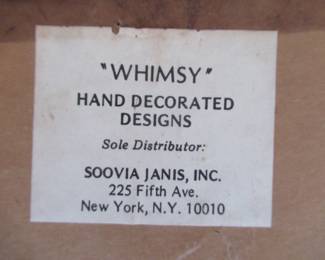 "WHIMSY"
HAND DECORATED
DESIGNS
Sole Distributor:
SOOVIA JANIS, INC.
225 Fifth Ave.
New York, N.Y. 10010